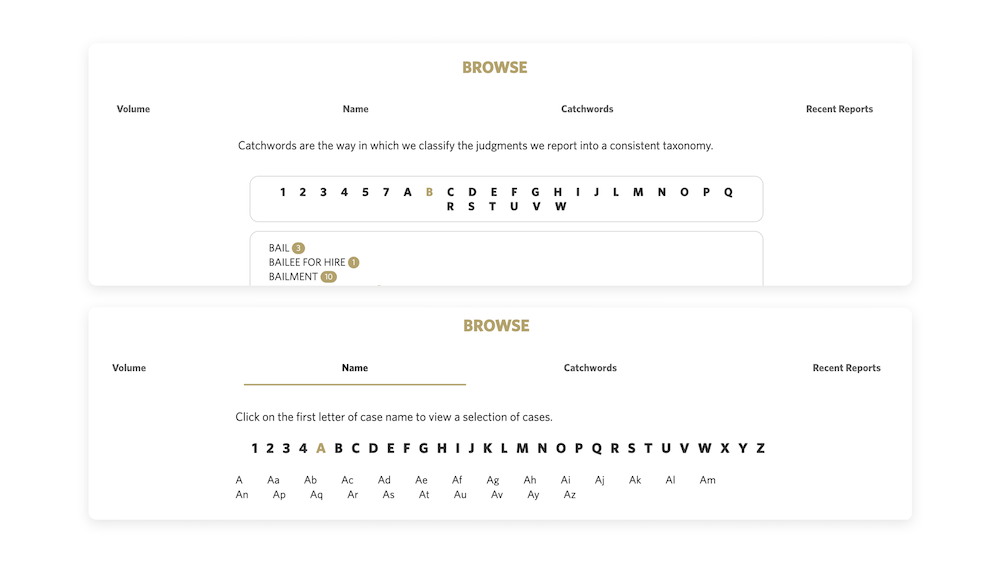 BROWSE
Volume Name Catchwords Recent Reports
Catchwords are the way in which we classify the judgments we report into a consistent taxonomy.
1 2 3 4 5 7 A B C D E F G H I J L M N O P Q
R S T U V W
BAIL 3
BAILEE FOR HIRE 1
BAILMENT 10
BROWSE
Volume Name Catchwords Recent Reports
Click on the first letter of case name to view a selection of cases.
1 2 3 4 A B C D E F G H I J K L M N O P Q R S T U V W X Y Z
A Aa Ab Ac Ad Ae Af Ag Ah Ai Aj Ak Al Am
An Ap Aq Ar As At Au Av Ay Az